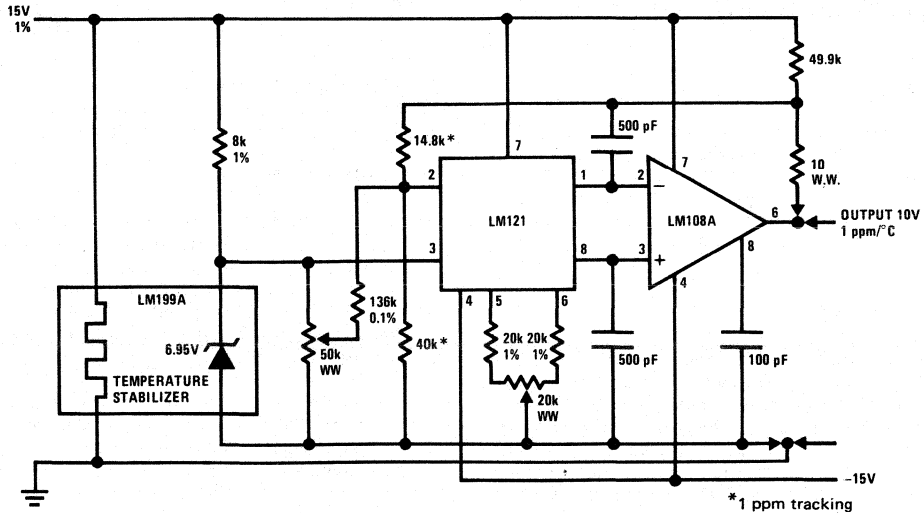 15V
1%
49.9k
8k
1%
14.8k*
500 pF
7
7
10
W.W.
2
1
2
−
LM121
LM108A
6
OUTPUT 10V
1 ppm/°C
3
8
3
+
8
4
LM199A
4
5
6
136k
0.1%
6.95V
50k
WW
40k*
20k
1%
20k
1%
500 pF
100 pF
TEMPERATURE
STABILIZER
20k
WW
−15V
*1 ppm tracking